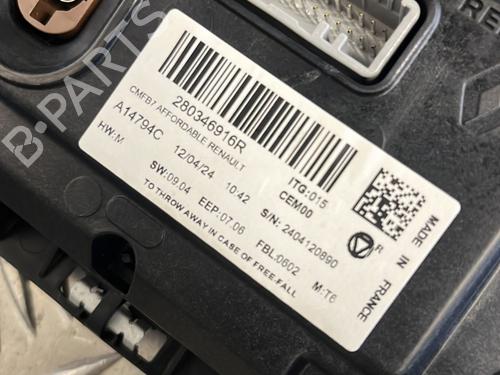 280346916R
CMFB7 AFFORDABLE RENAULT
A14794C 12/04/24 10:42 ITG:015
CEM00
HW:M
S/N: 2404120890
SW:09.04 EEP:07.06 FBL:0602 M:T6
TO THROW AWAY IN CASE OF FREE-FALL
R
MADE IN FRANCE
B-PARTS